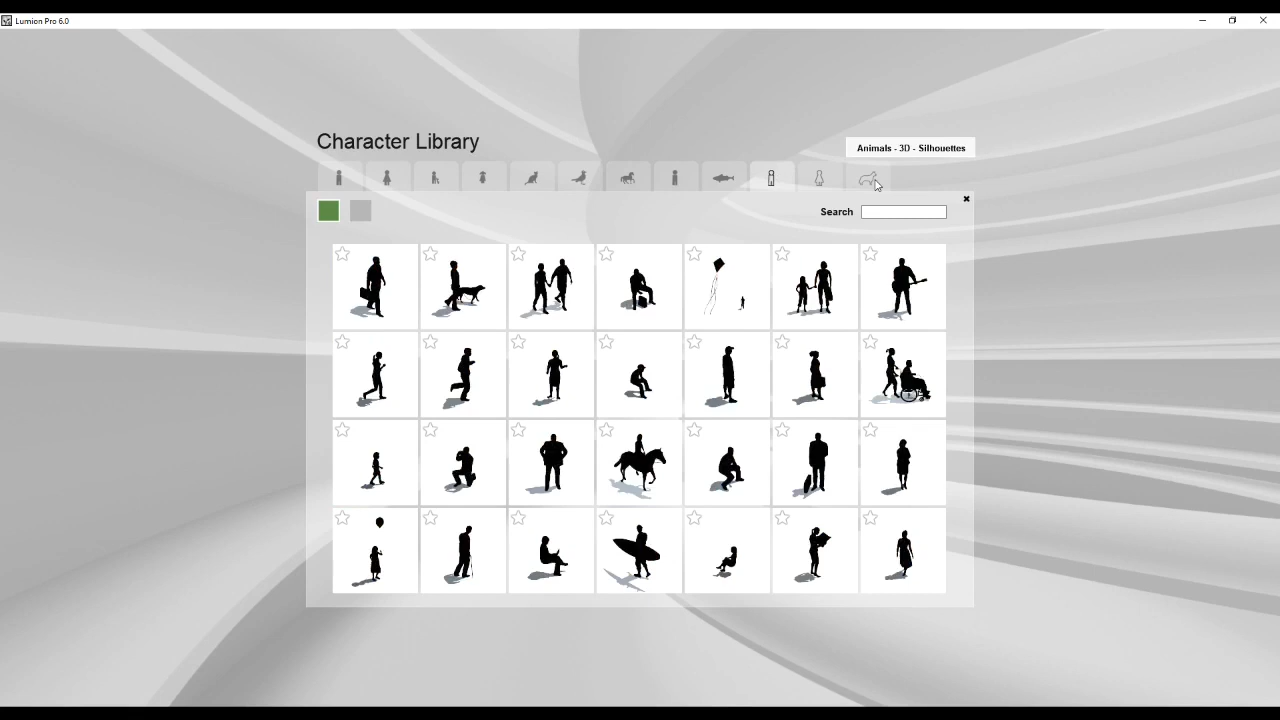 Lumion Pro 6.0
Character Library
Animals - 3D - Silhouettes
Search